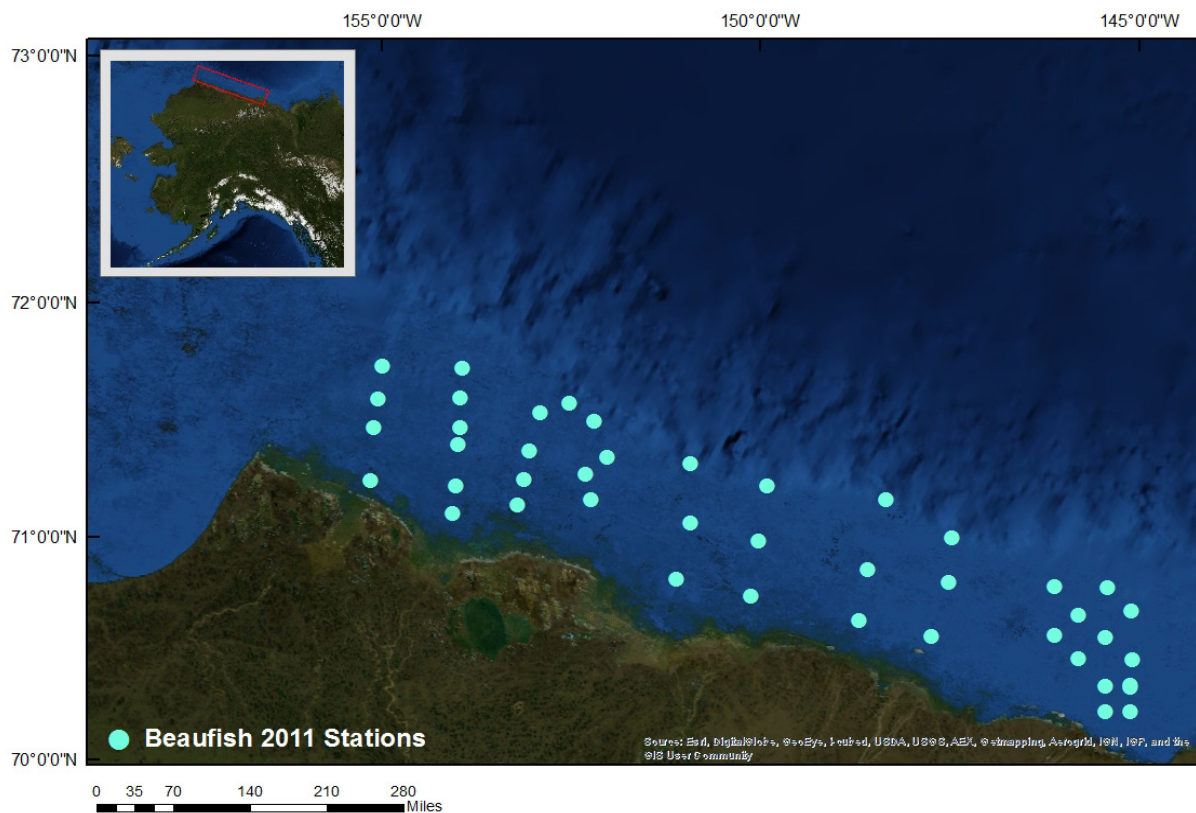 155°0'0"W 150°0'0"W 145°0'0"W
73°0'0"N
72°0'0"N
71°0'0"N
70°0'0"N
Beaufish 2011 Stations
Source: Esri, DigitalGlobe, GeoEye, i-cubed, USDA, USGS, AEX, Getmapping, Aerogrid, IGN, IGP, and the
GIS User Community
0 35 70 140 210 280
Miles